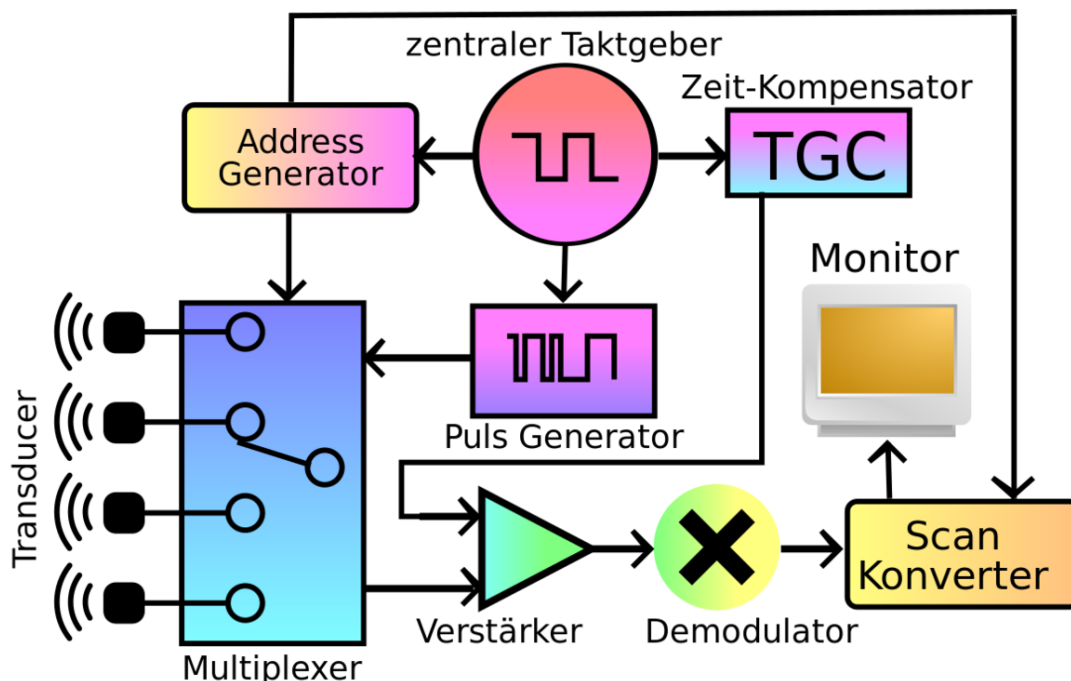 zentraler Taktgeber
Zeit-Kompensator
Address
Generator
TGC
Monitor
Transducer
Puls Generator
Scan
Konverter
Verstärker
Demodulator
Multiplexer